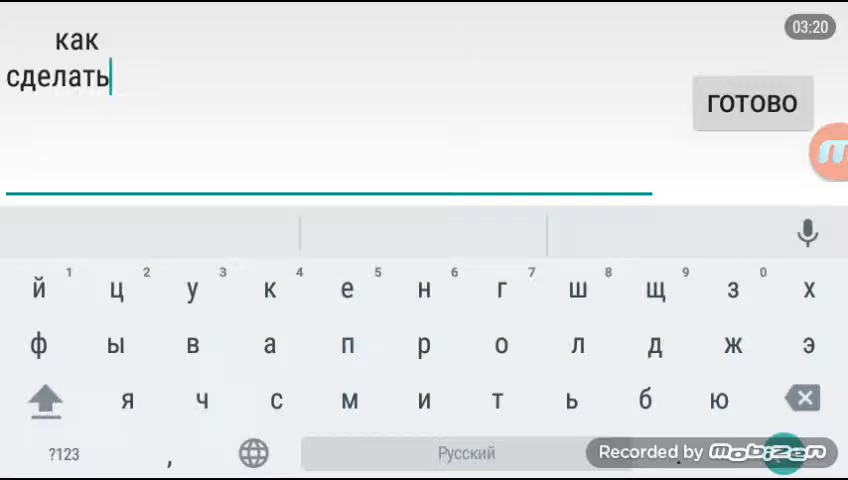 как
03:20
сделать
ГОТОВО
1 2 3 4 5 6 7 8 9 0
й ц у к е н г ш щ з х
ф ы в а п р о л д ж э
я ч с м и т ь б ю
?123 , Русский .
Recorded by mobizen